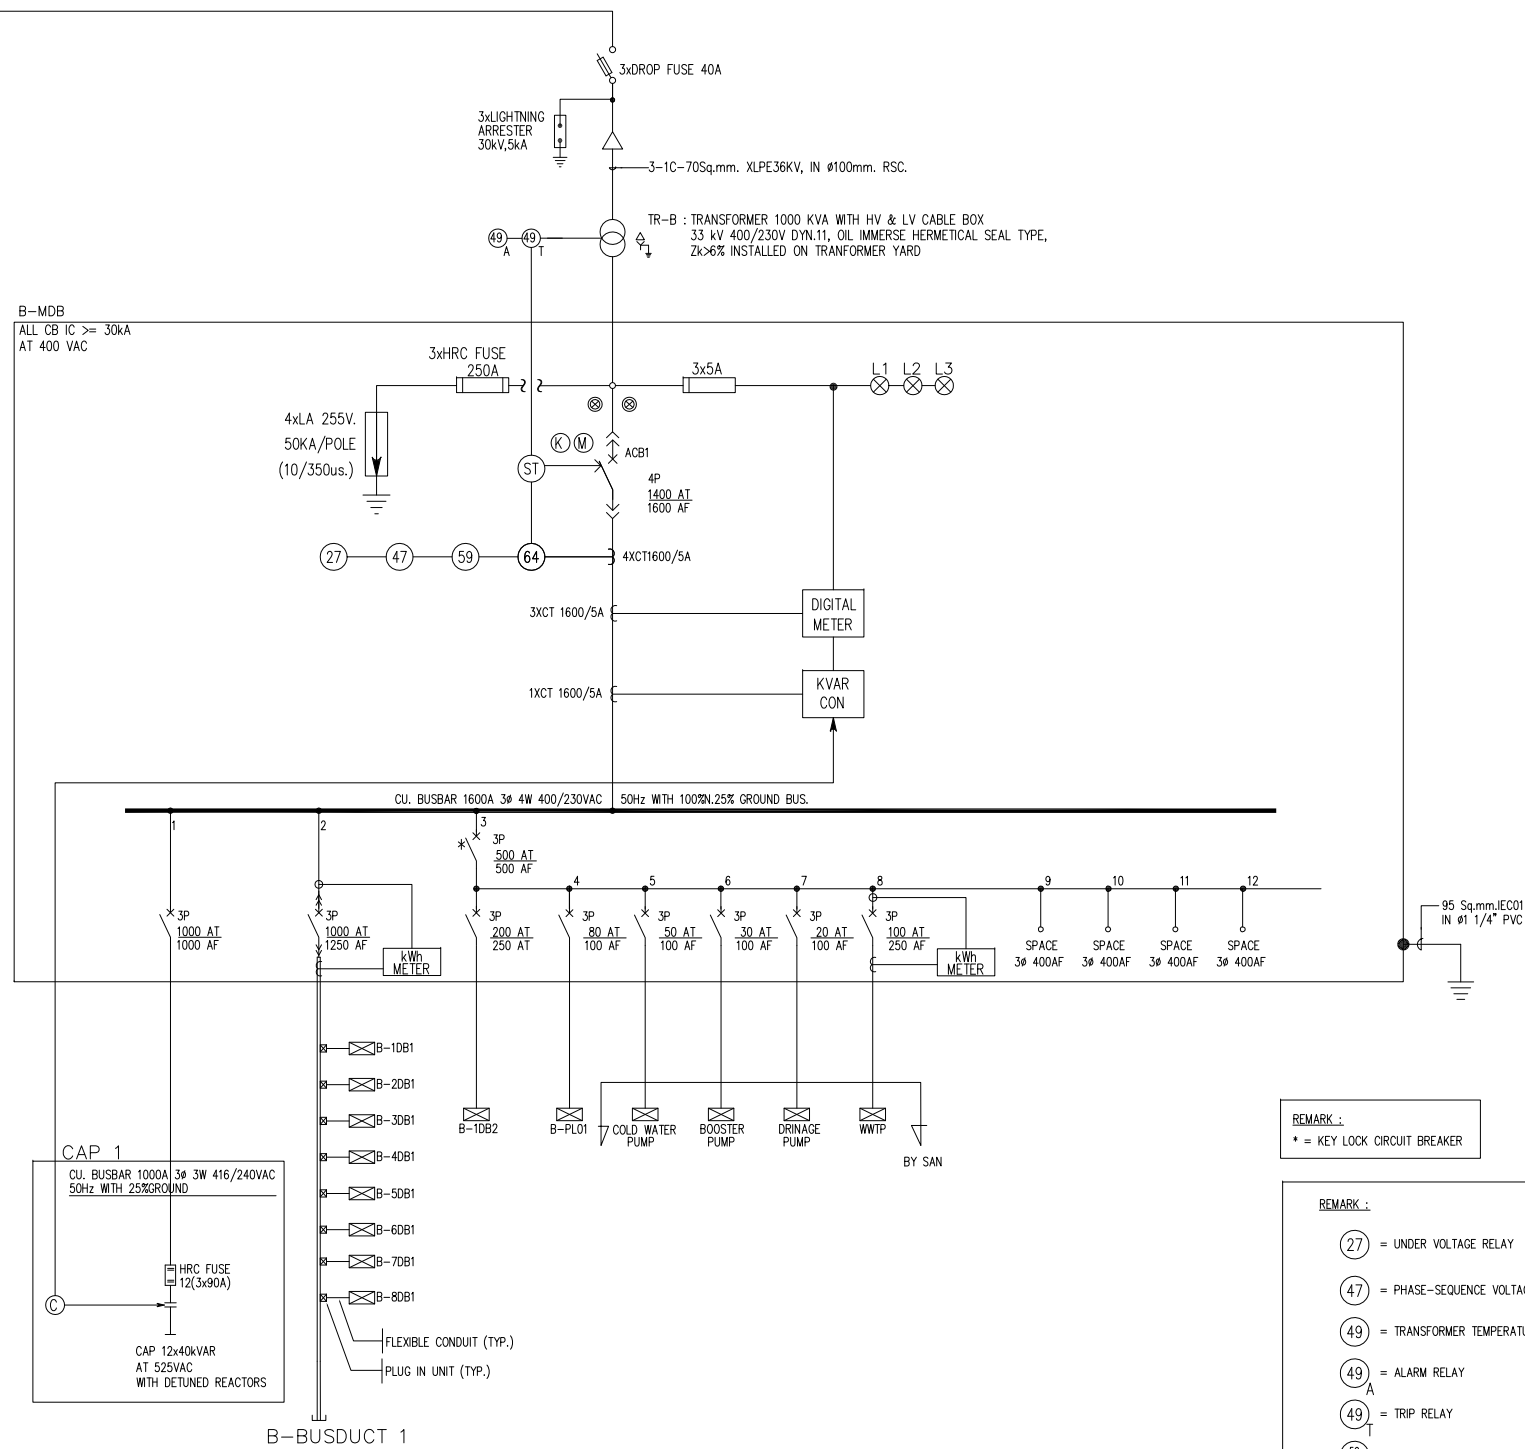 3xDROP FUSE 40A
3xLIGHTNING
ARRESTER
30kV,5kA
3-1C-70Sq.mm. XLPE36KV, IN ø100mm. RSC.
TR-B : TRANSFORMER 1000 KVA WITH HV & LV CABLE BOX
33 kV 400/230V DYN.11, OIL IMMERSE HERMETICAL SEAL TYPE,
Zk>6% INSTALLED ON TRANFORMER YARD
49
A
49
T
B-MDB
ALL CB IC >= 30kA
AT 400 VAC
3xHRC FUSE
250A
3x5A
L1 L2 L3
4xLA 255V.
50KA/POLE
(10/350us.)
K M
ACB1
ST
4P
1400 AT
1600 AF
27 47 59 64
4XCT1600/5A
3XCT 1600/5A
DIGITAL
METER
1XCT 1600/5A
KVAR
CON
CU. BUSBAR 1600A 3ø 4W 400/230VAC 50Hz WITH 100%N.25% GROUND BUS.
1 2 3
* 3P
500 AT
500 AF
4 5 6 7 8 9 10 11 12
3P
1000 AT
1000 AF
3P
1000 AT
1250 AF
kWh
METER
3P
200 AT
250 AT
3P
80 AT
100 AF
3P
50 AT
100 AF
3P
30 AT
100 AF
3P
20 AT
100 AF
3P
100 AT
250 AF
kWh
METER
SPACE
3ø 400AF
SPACE
3ø 400AF
SPACE
3ø 400AF
SPACE
3ø 400AF
95 Sq.mm.IEC01
IN ø1 1/4" PVC
B-1DB1
B-2DB1
B-3DB1
B-4DB1
B-5DB1
B-6DB1
B-7DB1
B-8DB1
FLEXIBLE CONDUIT (TYP.)
PLUG IN UNIT (TYP.)
B-BUSDUCT 1
B-1DB2
B-PL01
COLD WATER
PUMP
BOOSTER
PUMP
DRINAGE
PUMP
WWTP
BY SAN
CAP 1
CU. BUSBAR 1000A 3ø 3W 416/240VAC
50Hz WITH 25%GROUND
HRC FUSE
12(3x90A)
C
CAP 12x40kVAR
AT 525VAC
WITH DETUNED REACTORS
REMARK :
* = KEY LOCK CIRCUIT BREAKER
REMARK :
27 = UNDER VOLTAGE RELAY
47 = PHASE-SEQUENCE VOLTAG
49 = TRANSFORMER TEMPERATU
49 = ALARM RELAY
A
49 = TRIP RELAY
T